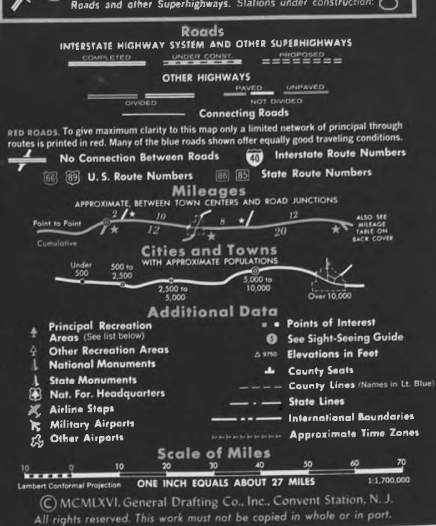 Roads and other Superhighways. Stations under construction:
Roads
INTERSTATE HIGHWAY SYSTEM AND OTHER SUPERHIGHWAYS
COMPLETED UNDER CONST. PROPOSED
OTHER HIGHWAYS
PAVED UNPAVED
DIVIDED NOT DIVIDED
Connecting Roads
RED ROADS. To give maximum clarity to this map only a limited network of principal through
routes is printed in red. Many of the blue roads shown offer equally good traveling conditions.
No Connection Between Roads 40 Interstate Route Numbers
66 89 U.S. Route Numbers 86 85 State Route Numbers
Mileages
APPROXIMATE, BETWEEN TOWN CENTERS AND ROAD JUNCTIONS
Point to Point 2 10 8 12 ALSO SEE
MILEAGE
TABLE ON
BACK COVER
Cumulative 12 20
Cities and Towns
WITH APPROXIMATE POPULATIONS
Under
500
500 to
2,500
2,500 to
5,000
5,000 to
10,000
Over 10,000
Additional Data
Principal Recreation
Areas (See list below)
Other Recreation Areas
National Monuments
State Monuments
Nat. For. Headquarters
Airline Stops
Military Airports
Other Airports
Points of Interest
S See Sight-Seeing Guide
9750 Elevations in Feet
County Seats
County Lines (Names in Lt. Blue)
State Lines
International Boundaries
Approximate Time Zones
Scale of Miles
10 0 10 20 30 40 50 60 70
Lambert Conformal Projection ONE INCH EQUALS ABOUT 27 MILES 1:1,700,000
© MCMLXVI, General Drafting Co., Inc., Convent Station, N. J.
All rights reserved. This work must not be copied in whole or in part.